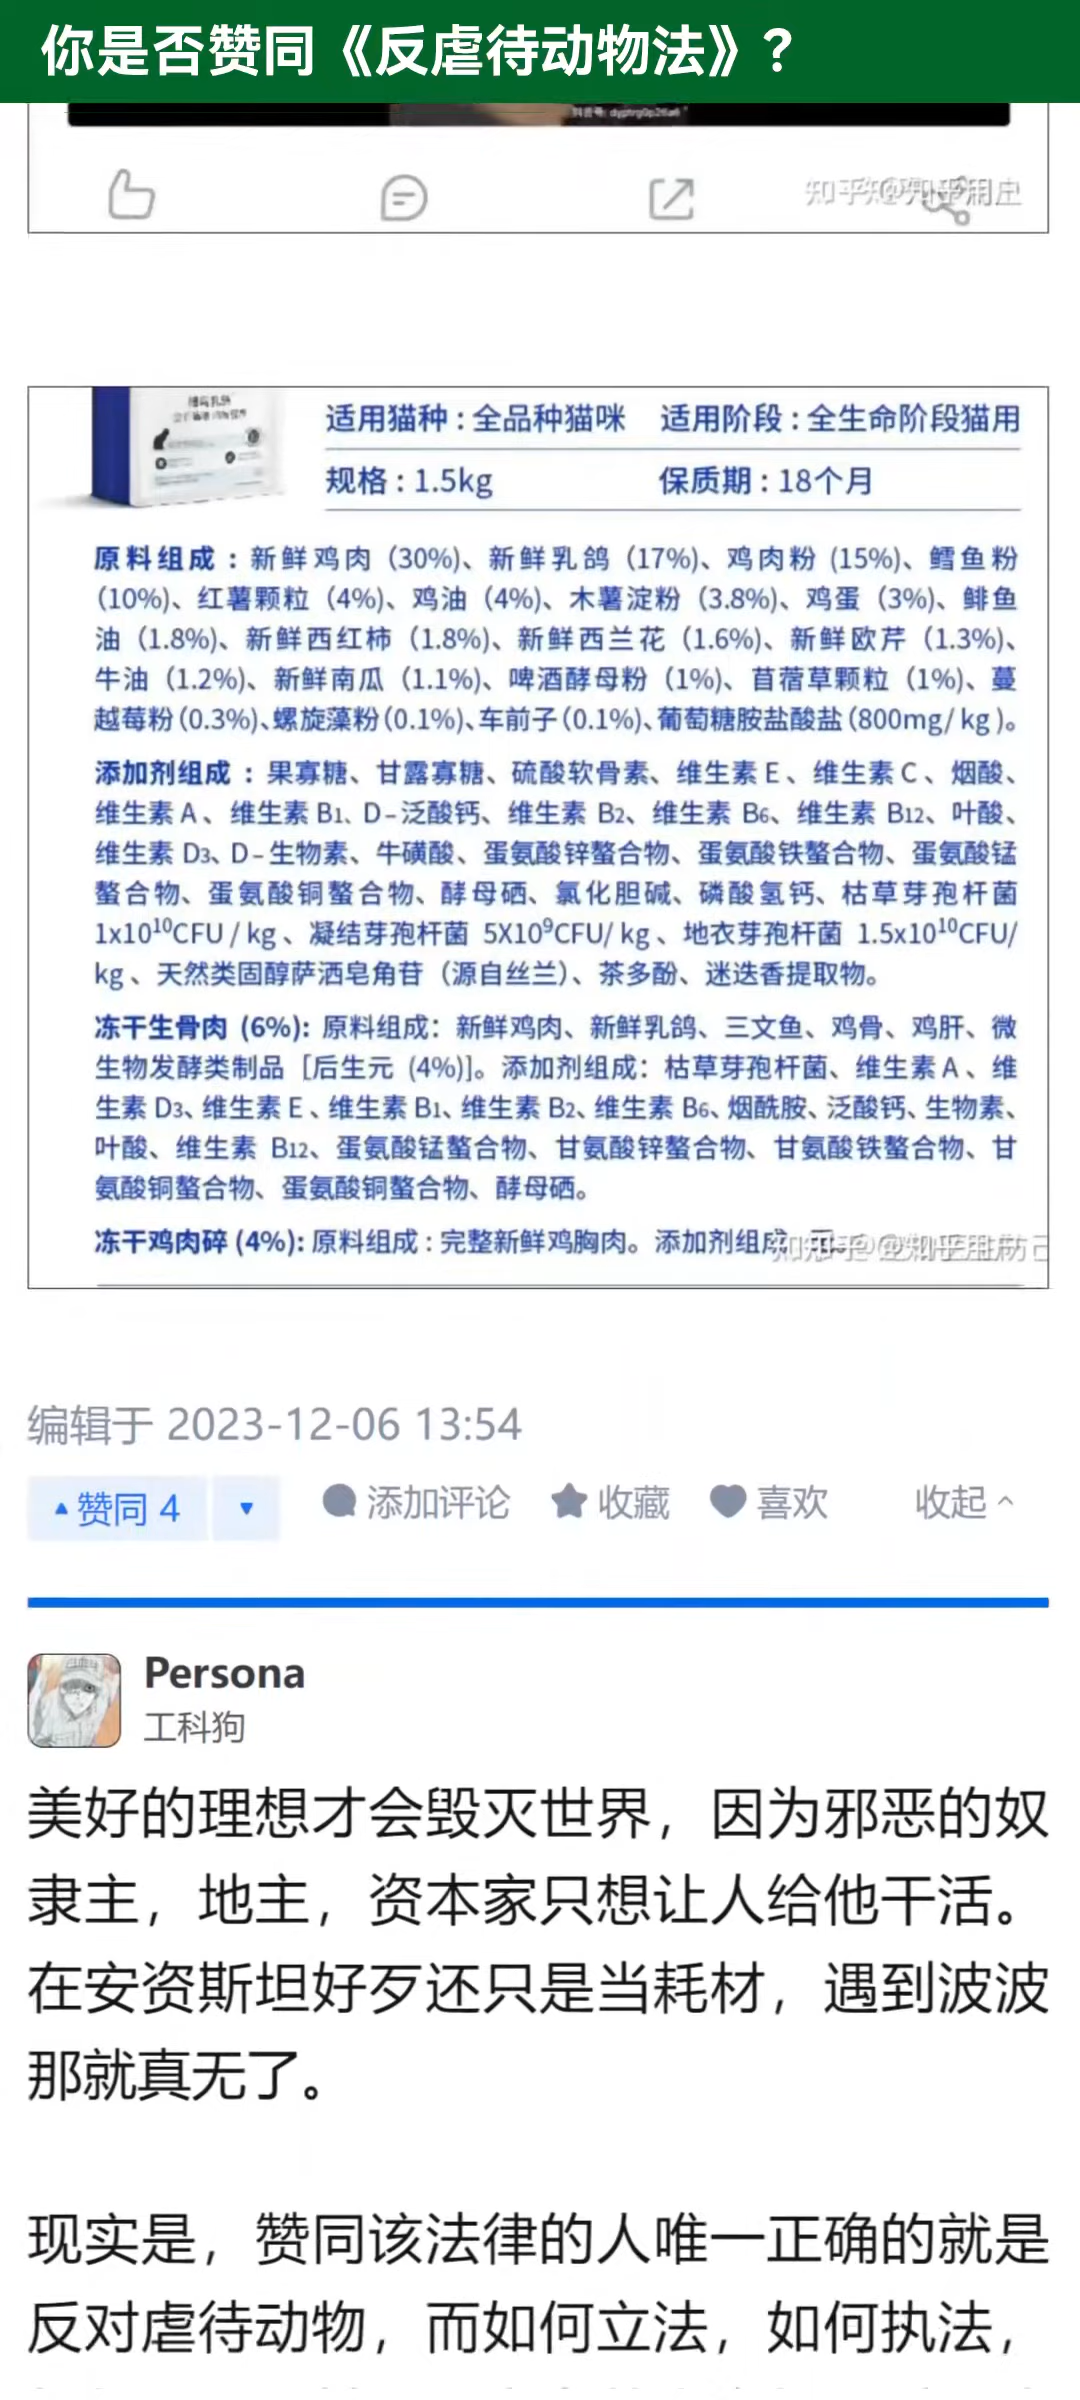 你是否赞同《反虐待动物法》?
抖音号: dyptrg0p26a6
知乎 @知乎用户
适用猫种 : 全品种猫咪 适用阶段 : 全生命阶段猫用
规格 : 1.5kg 保质期 : 18个月
原料组成 : 新鲜鸡肉 (30%)、新鲜乳鸽 (17%)、鸡肉粉 (15%)、鳕鱼粉
(10%)、红薯颗粒 (4%)、鸡油 (4%)、木薯淀粉 (3.8%)、鸡蛋 (3%)、鲱鱼
油 (1.8%)、新鲜西红柿 (1.8%)、新鲜西兰花 (1.6%)、新鲜欧芹 (1.3%)、
牛油 (1.2%)、新鲜南瓜 (1.1%)、啤酒酵母粉 (1%)、苜蓿草颗粒 (1%)、蔓
越莓粉 (0.3%)、螺旋藻粉 (0.1%)、车前子 (0.1%)、葡萄糖胺盐酸盐 (800mg/ kg )。
添加剂组成 : 果寡糖、甘露寡糖、硫酸软骨素、维生素 E 、维生素 C 、烟酸、
维生素 A 、维生素 B1、D-泛酸钙、维生素 B2、维生素 B6、维生素 B12、叶酸、
维生素 D3、D-生物素、牛磺酸、蛋氨酸锌螯合物、蛋氨酸铁螯合物、蛋氨酸锰
螯合物、蛋氨酸铜螯合物、酵母硒、氯化胆碱、磷酸氢钙、枯草芽孢杆菌
1x10¹⁰CFU / kg 、凝结芽孢杆菌 5X10⁹CFU/ kg 、地衣芽孢杆菌 1.5x10¹⁰CFU/
kg 、天然类固醇萨洒皂角苷（源自丝兰）、茶多酚、迷迭香提取物。
冻干生骨肉 (6%): 原料组成：新鲜鸡肉、新鲜乳鸽、三文鱼、鸡骨、鸡肝、微
生物发酵类制品 [后生元 (4%)]。添加剂组成：枯草芽孢杆菌、维生素 A 、维
生素 D3、维生素 E 、维生素 B1、维生素 B2、维生素 B6、烟酰胺、泛酸钙、生物素、
叶酸、维生素 B12、蛋氨酸锰螯合物、甘氨酸锌螯合物、甘氨酸铁螯合物、甘
氨酸铜螯合物、蛋氨酸铜螯合物、酵母硒。
冻干鸡肉碎 (4%): 原料组成 : 完整新鲜鸡胸肉。添加剂组成
编辑于 2023-12-06 13:54
赞同 4 添加评论 收藏 喜欢 收起
Persona
工科狗
美好的理想才会毁灭世界，因为邪恶的奴
隶主，地主，资本家只想让人给他干活。
在安资斯坦好歹还只是当耗材，遇到波波
那就真无了。
现实是，赞同该法律的人唯一正确的就是
反对虐待动物，而如何立法，如何执法，